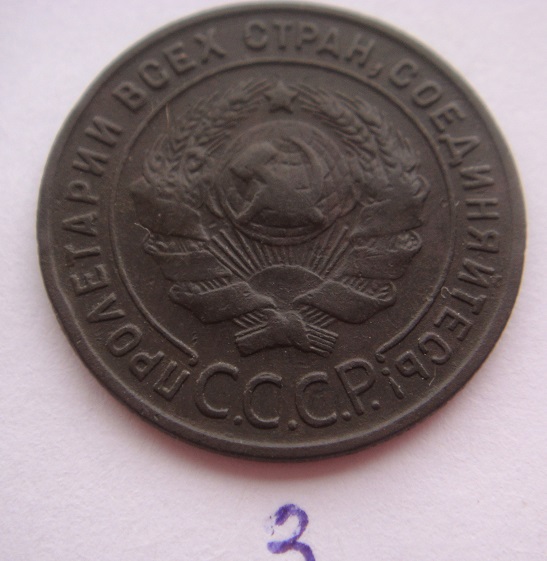 ПРОЛЕТАРИИ ВСЕХ СТРАН, СОЕДИНЯЙТЕСЬ!
С.С.С.Р.
3